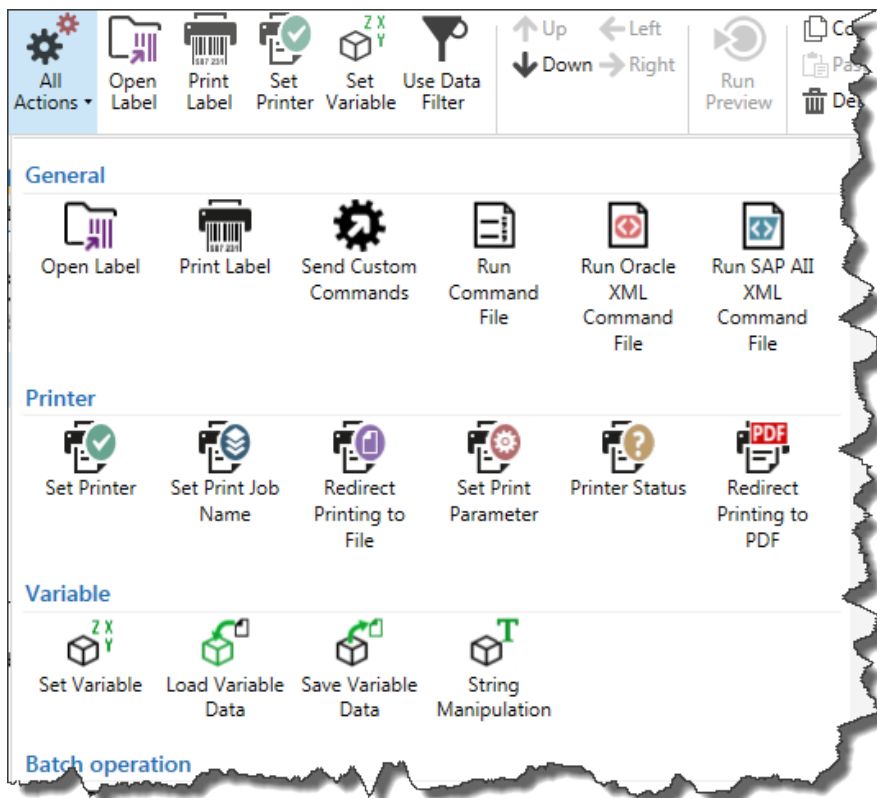 All Actions
Open Label
Print Label
Set Printer
Set Variable
Use Data Filter
Up
Left
Down
Right
Run Preview
General
Open Label
Print Label
Send Custom Commands
Run Command File
Run Oracle XML Command File
Run SAP AII XML Command File
Printer
Set Printer
Set Print Job Name
Redirect Printing to File
Set Print Parameter
Printer Status
PDF
Redirect Printing to PDF
Variable
Z X
Y
Set Variable
Load Variable Data
Save Variable Data
T
String Manipulation
Batch operation